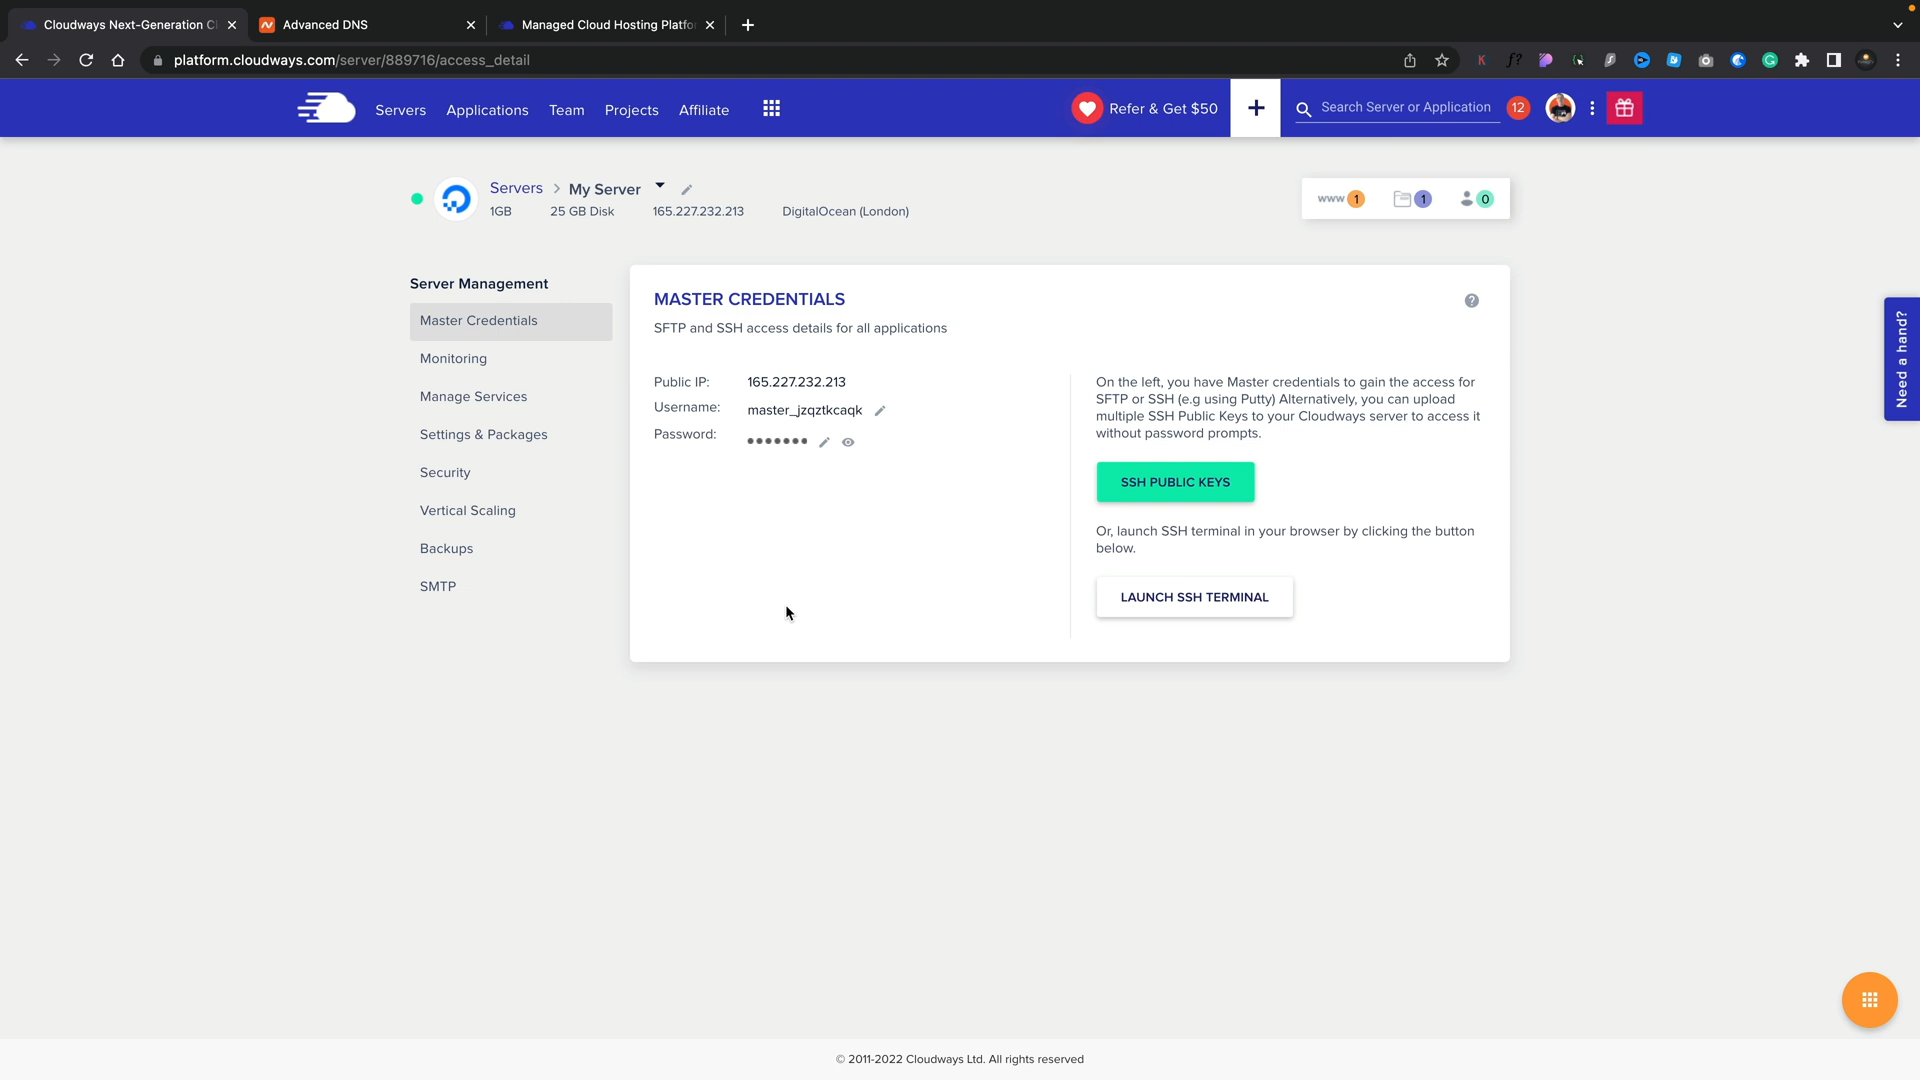 Cloudways Next-Generation C
Advanced DNS
Managed Cloud Hosting Platfo
platform.cloudways.com/server/889716/access_detail
Servers
Applications
Team
Projects
Affiliate
Refer & Get $50
Search Server or Application
12
Servers > My Server
1GB
25 GB Disk
165.227.232.213
DigitalOcean (London)
www 1
1
0
Server Management
Master Credentials
Monitoring
Manage Services
Settings & Packages
Security
Vertical Scaling
Backups
SMTP
MASTER CREDENTIALS
SFTP and SSH access details for all applications
Public IP: 165.227.232.213
Username: master_jzqztkcaqk
Password: •••••••
On the left, you have Master credentials to gain the access for
SFTP or SSH (e.g using Putty) Alternatively, you can upload
multiple SSH Public Keys to your Cloudways server to access it
without password prompts.
SSH PUBLIC KEYS
Or, launch SSH terminal in your browser by clicking the button
below.
LAUNCH SSH TERMINAL
Need a hand?
© 2011-2022 Cloudways Ltd. All rights reserved